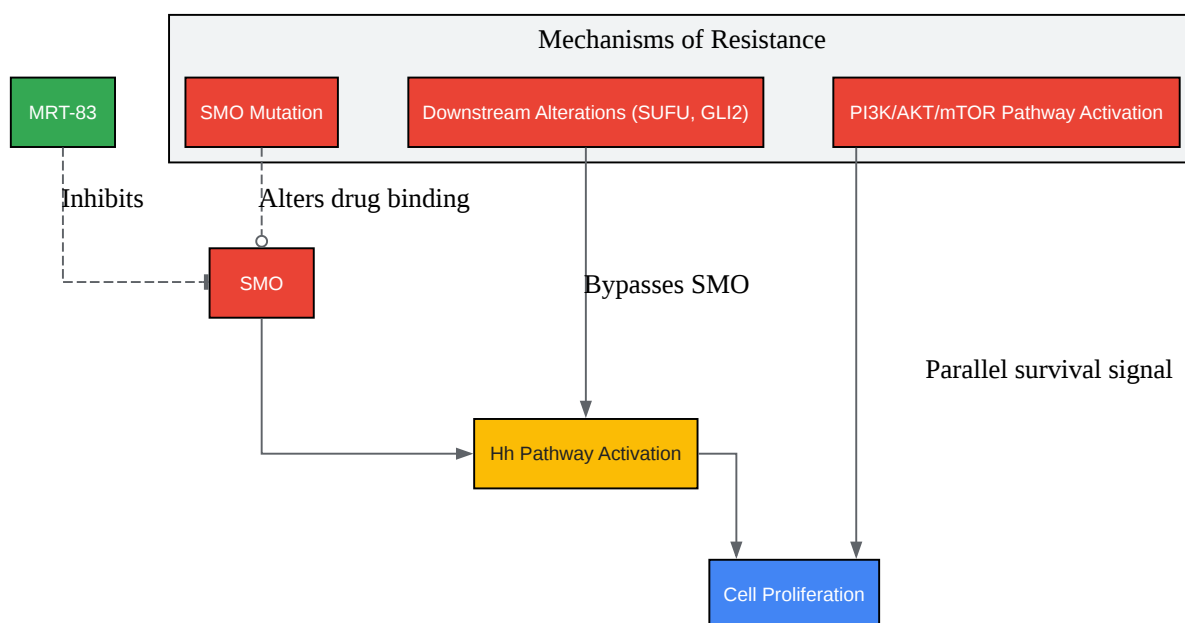 Mechanisms of Resistance
MRT-83
SMO Mutation
Downstream Alterations (SUFU, GLI2)
PI3K/AKT/mTOR Pathway Activation
Inhibits
Alters drug binding
SMO
Bypasses SMO
Parallel survival signal
Hh Pathway Activation
Cell Proliferation